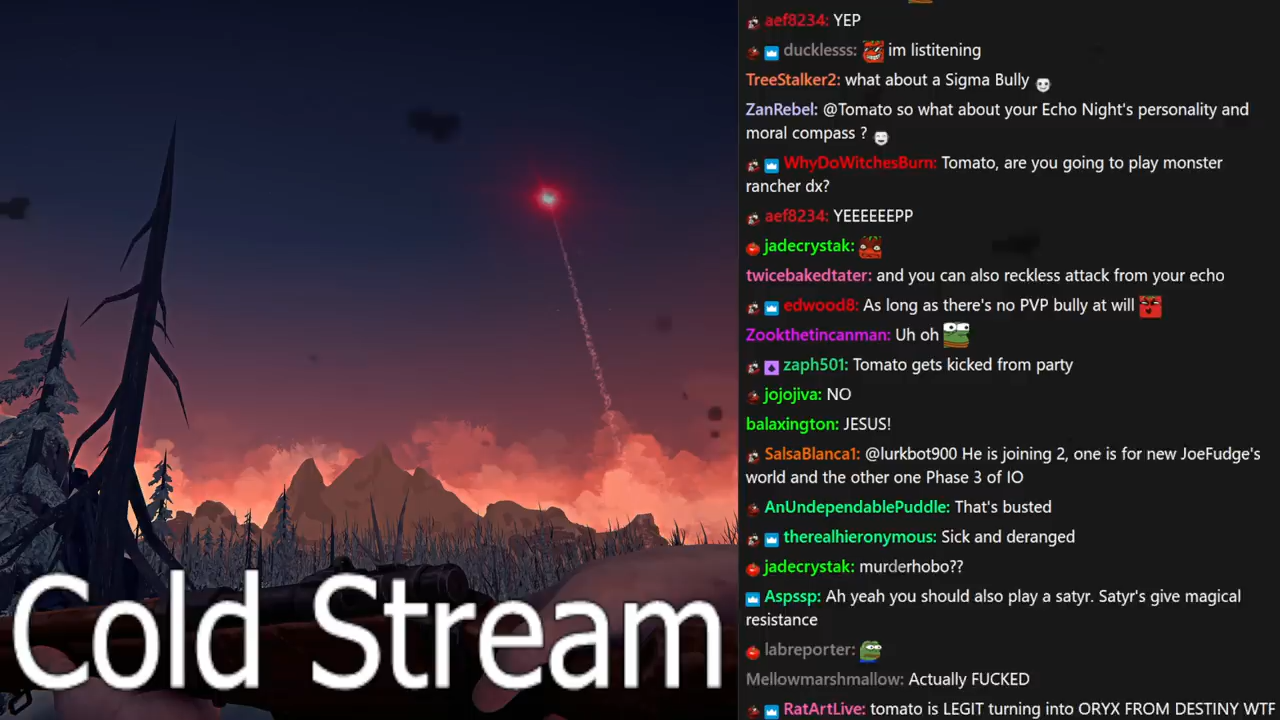 aef8234: YEP
ducklesss: im listitening
TreeStalker2: what about a Sigma Bully
ZanRebel: @Tomato so what about your Echo Night's personality and
moral compass ?
WhyDoWitchesBurn: Tomato, are you going to play monster
rancher dx?
aef8234: YEEEEEEPP
jadecrystak:
twicebakedtater: and you can also reckless attack from your echo
edwood8: As long as there's no PVP bully at will
Zookthetincanman: Uh oh
zaph501: Tomato gets kicked from party
jojojiva: NO
balaxington: JESUS!
SalsaBlanca1: @lurkbot900 He is joining 2, one is for new JoeFudge's
world and the other one Phase 3 of IO
AnUndependablePuddle: That's busted
therealhieronymous: Sick and deranged
jadecrystak: murderhobo??
Aspssp: Ah yeah you should also play a satyr. Satyr's give magical
resistance
labreporter:
Mellowmarshmallow: Actually FUCKED
RatArtLive: tomato is LEGIT turning into ORYX FROM DESTINY WTF
Cold Stream